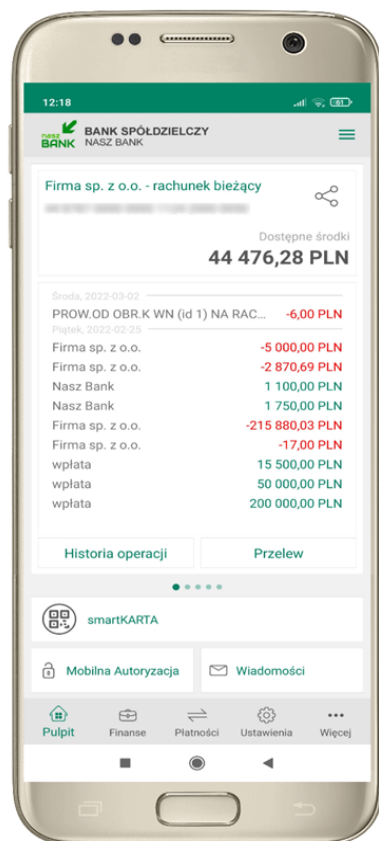 12:18
61
nasz BANK
BANK SPÓŁDZIELCZY
NASZ BANK
Firma sp. z o.o. - rachunek bieżący
Dostępne środki
44 476,28 PLN
Środa, 2022-03-02
PROW.OD OBR.K WN (id 1) NA RAC... -6,00 PLN
Piątek, 2022-02-25
Firma sp. z o.o. -5 000,00 PLN
Firma sp. z o.o. -2 870,69 PLN
Nasz Bank 1 100,00 PLN
Nasz Bank 1 750,00 PLN
Firma sp. z o.o. -215 880,03 PLN
Firma sp. z o.o. -17,00 PLN
wpłata 15 500,00 PLN
wpłata 50 000,00 PLN
wpłata 200 000,00 PLN
Historia operacji Przelew
smartKARTA
Mobilna Autoryzacja Wiadomości
Pulpit Finanse Płatności Ustawienia Więcej